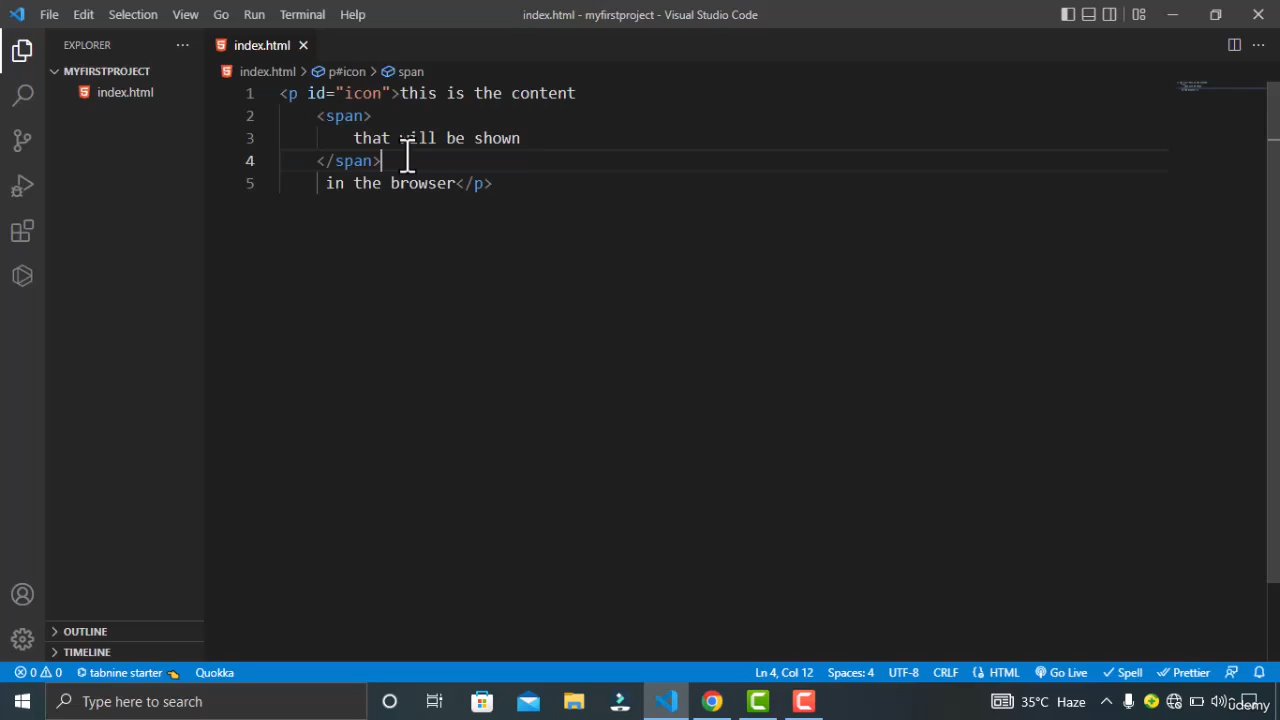 File Edit Selection View Go Run Terminal Help
index.html - myfirstproject - Visual Studio Code
EXPLORER
index.html
MYFIRSTPROJECT
index.html
index.html > p#icon > span
1 <p id="icon">this is the content
2 <span>
3 that will be shown
4 </span>
5 in the browser</p>
OUTLINE
TIMELINE
0 0 tabnine starter Quokka
Ln 4, Col 12 Spaces: 4 UTF-8 CRLF HTML Go Live Spell Prettier
Type here to search
35°C Haze
ûdemy